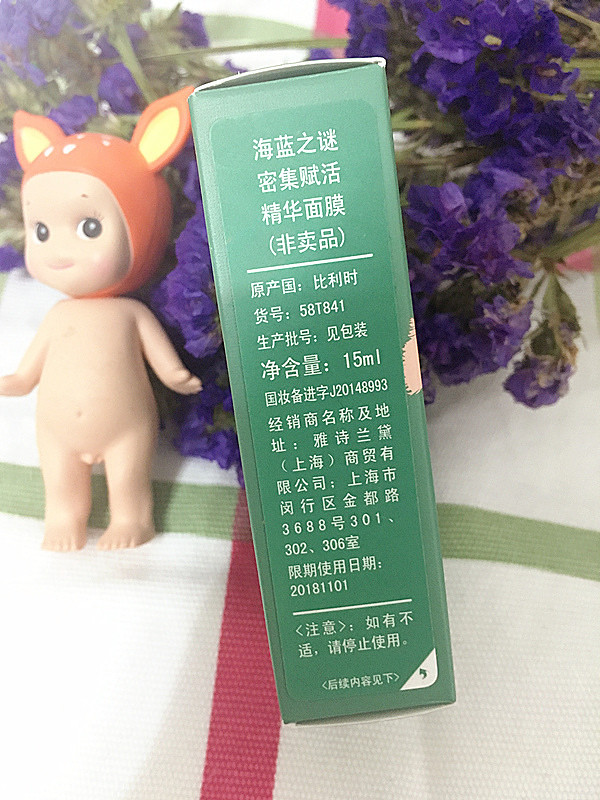 海蓝之谜
密集赋活
精华面膜
(非卖品)
原产国：比利时
货号：58T841
生产批号：见包装
净含量：15ml
国妆备进字J20148993
经销商名称及地
址：雅诗兰黛
（上海）商贸有
限公司；上海市
闵行区金都路
3688号301、
302、306室
限期使用日期：
20181101
<注意>：如有不
适，请停止使用。
<后续内容见下>